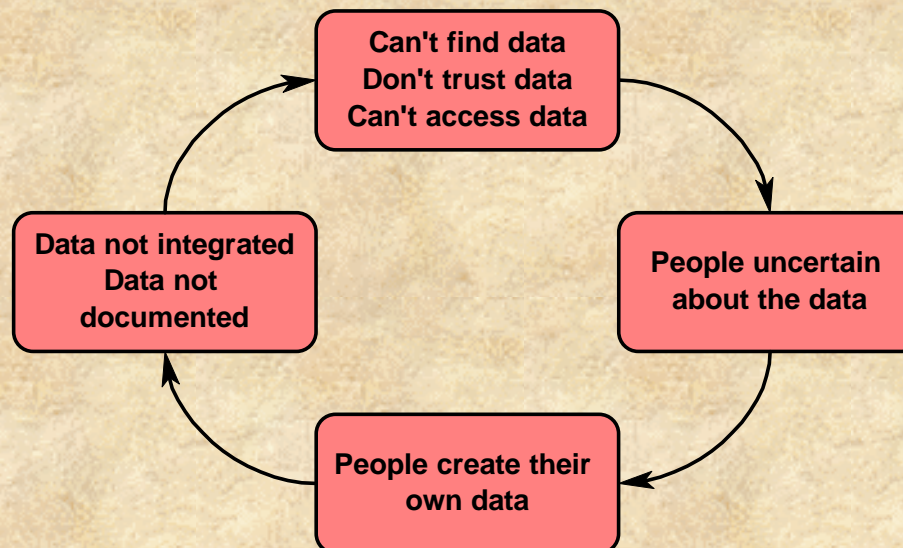 Can't find data
Don't trust data
Can't access data
Data not integrated
Data not
documented
People uncertain
about the data
People create their
own data